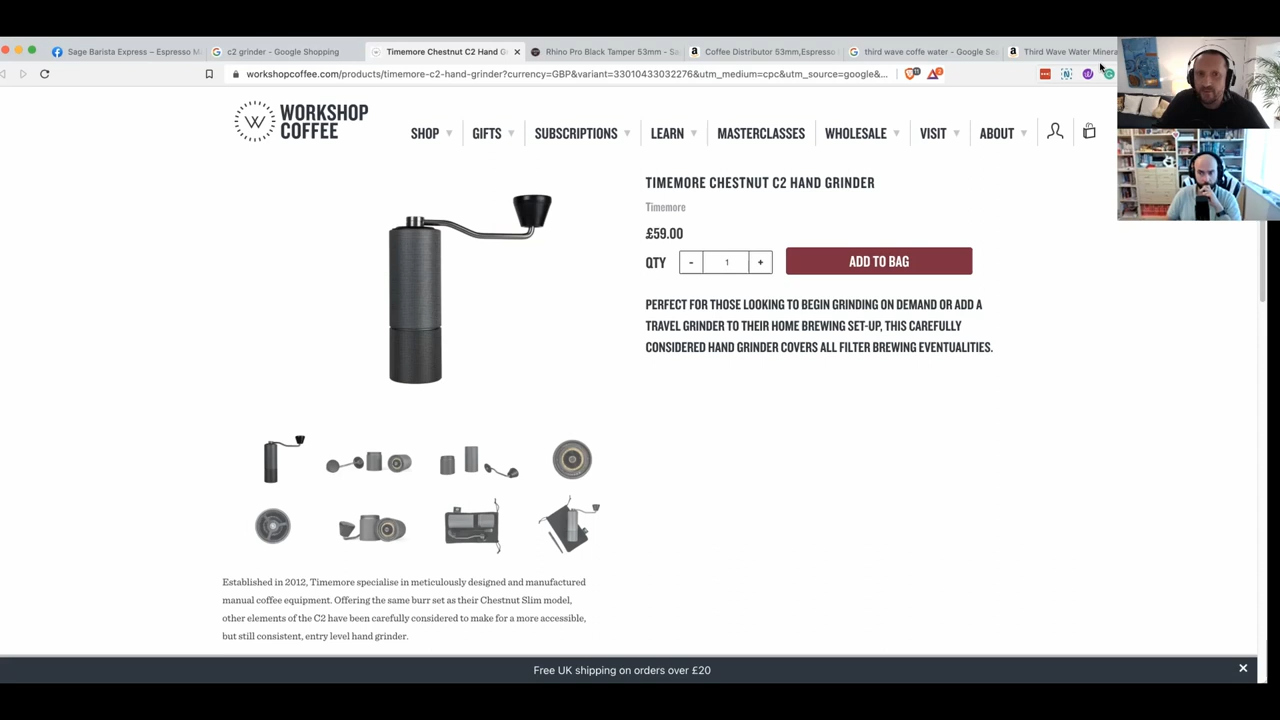 Sage Barista Express – Espresso M
c2 grinder - Google Shopping
Timemore Chestnut C2 Hand G
Rhino Pro Black Tamper 53mm - Sa
Coffee Distributor 53mm,Espresso
third wave coffe water - Google Sea
Third Wave Water Minera
workshopcoffee.com/products/timemore-c2-hand-grinder?currency=GBP&variant=33010433032276&utm_medium=cpc&utm_source=google&...
WORKSHOP
COFFEE
W
SHOP
GIFTS
SUBSCRIPTIONS
LEARN
MASTERCLASSES
WHOLESALE
VISIT
ABOUT
TIMEMORE CHESTNUT C2 HAND GRINDER
Timemore
£59.00
QTY - 1 + ADD TO BAG
PERFECT FOR THOSE LOOKING TO BEGIN GRINDING ON DEMAND OR ADD A
TRAVEL GRINDER TO THEIR HOME BREWING SET-UP, THIS CAREFULLY
CONSIDERED HAND GRINDER COVERS ALL FILTER BREWING EVENTUALITIES.
Established in 2012, Timemore specialise in meticulously designed and manufactured
manual coffee equipment. Offering the same burr set as their Chestnut Slim model,
other elements of the C2 have been carefully considered to make for a more accessible,
but still consistent, entry level hand grinder.
Free UK shipping on orders over £20